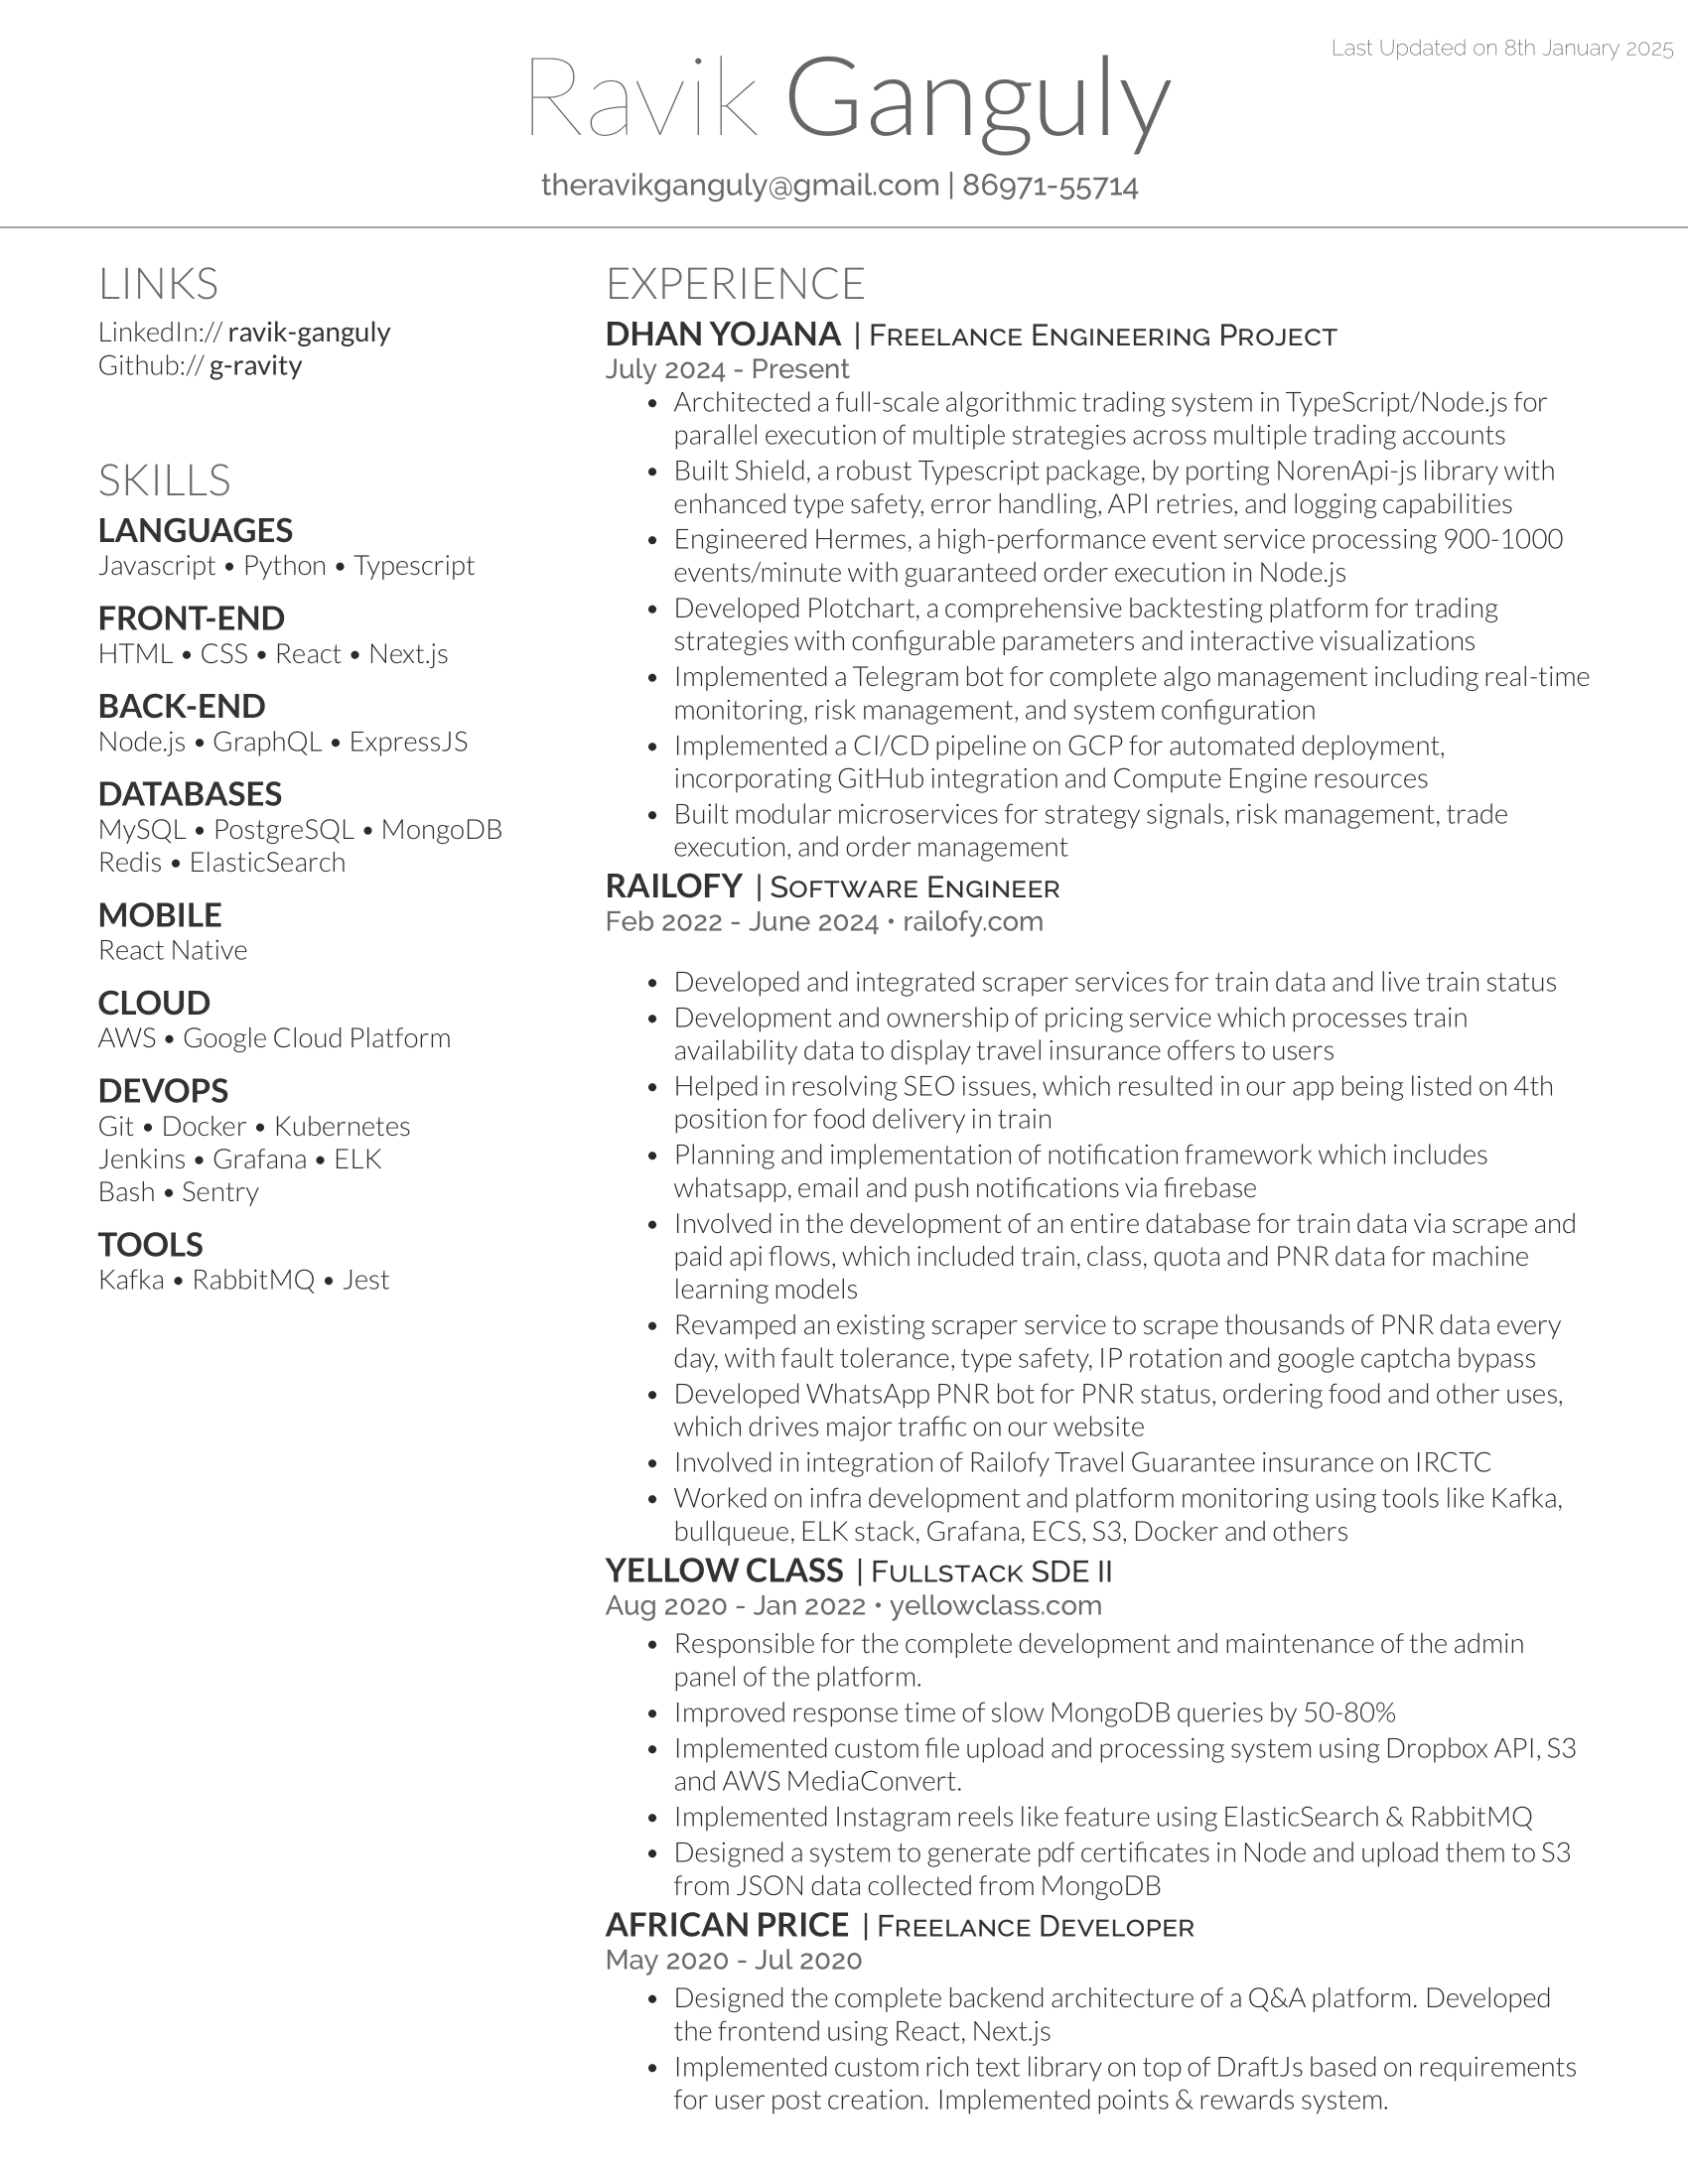 Last Updated on 8th January 2025
Ravik Ganguly
theravikganguly@gmail.com | 86971-55714
LINKS
LinkedIn:// ravik-ganguly
Github:// g-ravity
SKILLS
LANGUAGES
Javascript • Python • Typescript
FRONT-END
HTML • CSS • React • Next.js
BACK-END
Node.js • GraphQL • ExpressJS
DATABASES
MySQL • PostgreSQL • MongoDB
Redis • ElasticSearch
MOBILE
React Native
CLOUD
AWS • Google Cloud Platform
DEVOPS
Git • Docker • Kubernetes
Jenkins • Grafana • ELK
Bash • Sentry
TOOLS
Kafka • RabbitMQ • Jest
EXPERIENCE
DHAN YOJANA | Freelance Engineering Project
July 2024 - Present
• Architected a full-scale algorithmic trading system in TypeScript/Node.js for
parallel execution of multiple strategies across multiple trading accounts
• Built Shield, a robust Typescript package, by porting NorenApi-js library with
enhanced type safety, error handling, API retries, and logging capabilities
• Engineered Hermes, a high-performance event service processing 900-1000
events/minute with guaranteed order execution in Node.js
• Developed Plotchart, a comprehensive backtesting platform for trading
strategies with configurable parameters and interactive visualizations
• Implemented a Telegram bot for complete algo management including real-time
monitoring, risk management, and system configuration
• Implemented a CI/CD pipeline on GCP for automated deployment,
incorporating GitHub integration and Compute Engine resources
• Built modular microservices for strategy signals, risk management, trade
execution, and order management
RAILOFY | Software Engineer
Feb 2022 - June 2024 • railofy.com
• Developed and integrated scraper services for train data and live train status
• Development and ownership of pricing service which processes train
availability data to display travel insurance offers to users
• Helped in resolving SEO issues, which resulted in our app being listed on 4th
position for food delivery in train
• Planning and implementation of notification framework which includes
whatsapp, email and push notifications via firebase
• Involved in the development of an entire database for train data via scrape and
paid api flows, which included train, class, quota and PNR data for machine
learning models
• Revamped an existing scraper service to scrape thousands of PNR data every
day, with fault tolerance, type safety, IP rotation and google captcha bypass
• Developed WhatsApp PNR bot for PNR status, ordering food and other uses,
which drives major traffic on our website
• Involved in integration of Railofy Travel Guarantee insurance on IRCTC
• Worked on infra development and platform monitoring using tools like Kafka,
bullqueue, ELK stack, Grafana, ECS, S3, Docker and others
YELLOW CLASS | Fullstack SDE II
Aug 2020 - Jan 2022 • yellowclass.com
• Responsible for the complete development and maintenance of the admin
panel of the platform.
• Improved response time of slow MongoDB queries by 50-80%
• Implemented custom file upload and processing system using Dropbox API, S3
and AWS MediaConvert.
• Implemented Instagram reels like feature using ElasticSearch & RabbitMQ
• Designed a system to generate pdf certificates in Node and upload them to S3
from JSON data collected from MongoDB
AFRICAN PRICE | Freelance Developer
May 2020 - Jul 2020
• Designed the complete backend architecture of a Q&A platform. Developed
the frontend using React, Next.js
• Implemented custom rich text library on top of DraftJs based on requirements
for user post creation. Implemented points & rewards system.